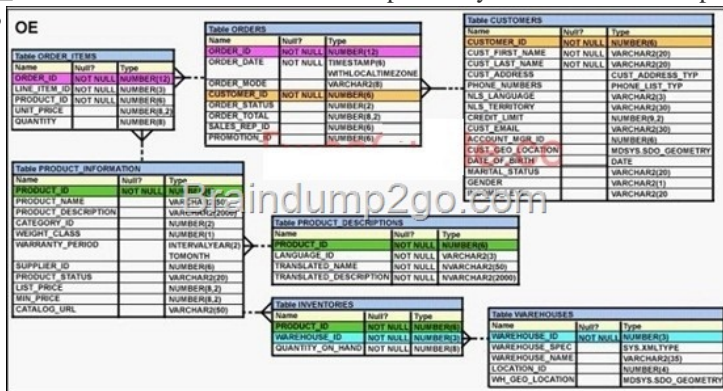 OE
Table ORDER_ITEMS
Name Null? Type
ORDER_ID NOT NULL NUMBER(12)
LINE_ITEM_ID NOT NULL NUMBER(3)
PRODUCT_ID NOT NULL NUMBER(6)
UNIT_PRICE NUMBER(8,2)
QUANTITY NUMBER(8)
Table ORDERS
Name Null? Type
ORDER_ID NOT NULL NUMBER(12)
ORDER_DATE NOT NULL TIMESTAMP(6)
WITHLOCALTIMEZONE
ORDER_MODE VARCHAR2(8)
CUSTOMER_ID NOT NULL NUMBER(6)
ORDER_STATUS NUMBER(2)
ORDER_TOTAL NUMBER(8,2)
SALES_REP_ID NUMBER(6)
PROMOTION_ID NUMBER(6)
Table CUSTOMERS
Name Null? Type
CUSTOMER_ID NOT NULL NUMBER(6)
CUST_FIRST_NAME NOT NULL VARCHAR2(20)
CUST_LAST_NAME NOT NULL VARCHAR2(20)
CUST_ADDRESS CUST_ADDRESS_TYP
PHONE_NUMBERS PHONE_LIST_TYP
NLS_LANGUAGE VARCHAR2(3)
NLS_TERRITORY VARCHAR2(30)
CREDIT_LIMIT NUMBER(9,2)
CUST_EMAIL VARCHAR2(30)
ACCOUNT_MGR_ID NUMBER(6)
CUST_GEO_LOCATION MDSYS.SDO_GEOMETRY
DATE_OF_BIRTH DATE
MARITAL_STATUS VARCHAR2(20)
GENDER VARCHAR2(1)
VARCHAR2(20
Table PRODUCT_INFORMATION
Name Null? Type
PRODUCT_ID NOT NULL
PRODUCT_NAME
PRODUCT_DESCRIPTION VARCHAR2(2000)
CATEGORY_ID NUMBER(2)
WEIGHT_CLASS NUMBER(1)
WARRANTY_PERIOD INTERVALYEAR(2)
TOMONTH
SUPPLIER_ID NUMBER(6)
PRODUCT_STATUS VARCHAR2(20)
LIST_PRICE NUMBER(8,2)
MIN_PRICE NUMBER(8,2)
CATALOG_URL VARCHAR2(50)
Braindump2go.com
Table PRODUCT_DESCRIPTIONS
Name Null? Type
PRODUCT_ID NOT NULL NUMBER(6)
LANGUAGE_ID NOT NULL VARCHAR2(3)
TRANSLATED_NAME NOT NULL NVARCHAR2(50)
TRANSLATED_DESCRIPTION NOT NULL NVARCHAR2(2000)
Table INVENTORIES
Name Null? Type
PRODUCT_ID NOT NULL NUMBER(6)
WAREHOUSE_ID NOT NULL NUMBER(3)
QUANTITY_ON_HAND NOT NULL NUMBER(8)
Table WAREHOUSES
Name Null? Type
WAREHOUSE_ID NOT NULL NUMBER(3)
WAREHOUSE_SPEC SYS.XMLTYPE
WAREHOUSE_NAME VARCHAR2(35)
LOCATION_ID NUMBER(4)
WH_GEO_LOCATION MDSYS.SDO_GEOMETRY